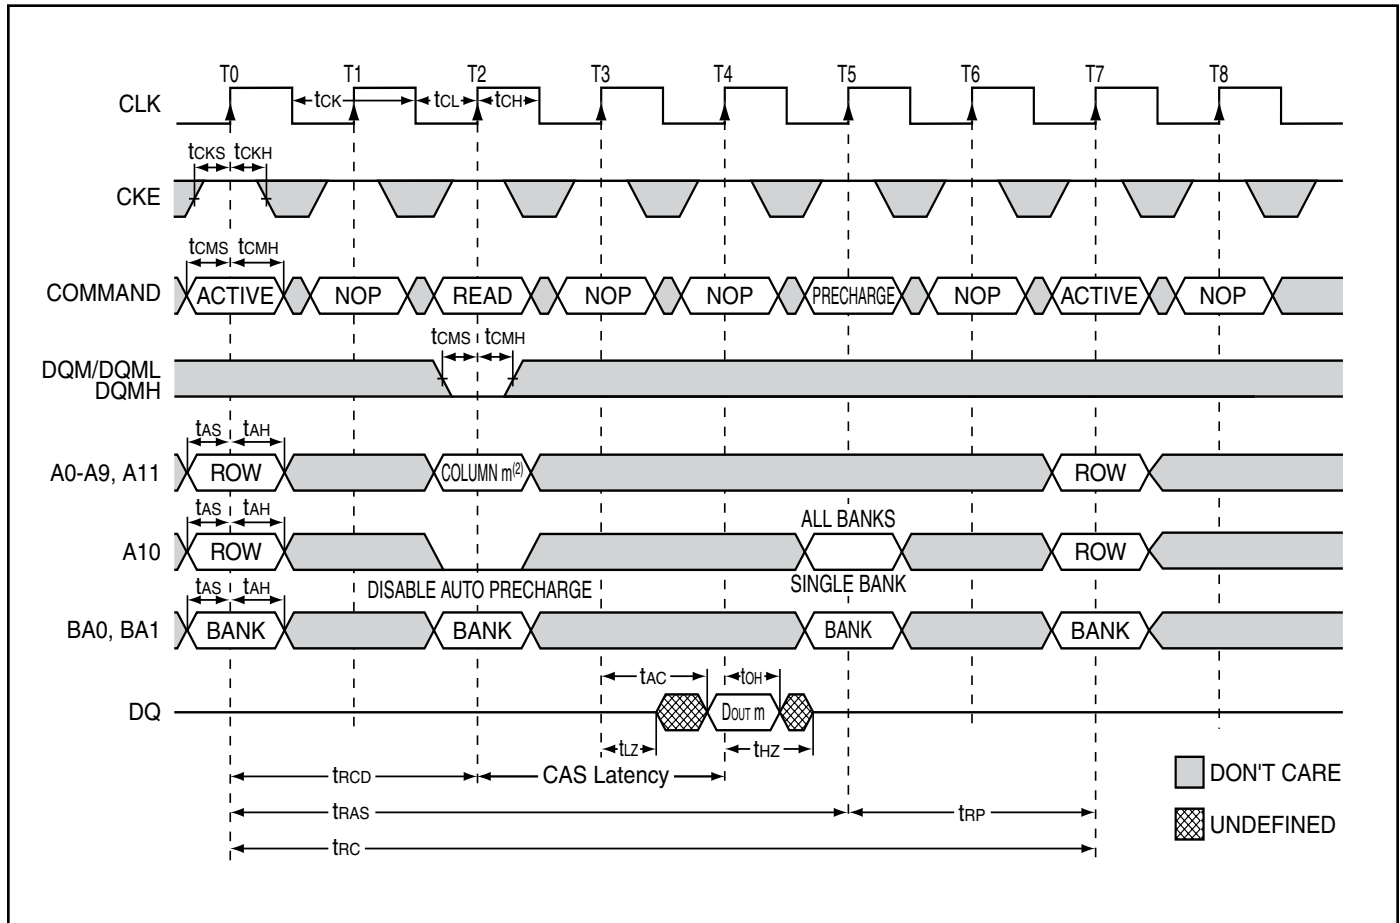 T0 T1 T2 T3 T4 T5 T6 T7 T8
CLK tCK tCL tCH
tCKS tCKH
CKE
tCMS tCMH
COMMAND ACTIVE NOP READ NOP NOP PRECHARGE NOP ACTIVE NOP
tCMS tCMH
DQM/DQML
DQMH
tAS tAH
A0-A9, A11 ROW COLUMN m(2) ROW
tAS tAH ALL BANKS
A10 ROW ROW
DISABLE AUTO PRECHARGE SINGLE BANK
tAS tAH
BA0, BA1 BANK BANK BANK BANK
tAC tOH
DQ DOUT m
tLZ tHZ
tRCD CAS Latency
DON'T CARE
tRAS tRP
UNDEFINED
tRC